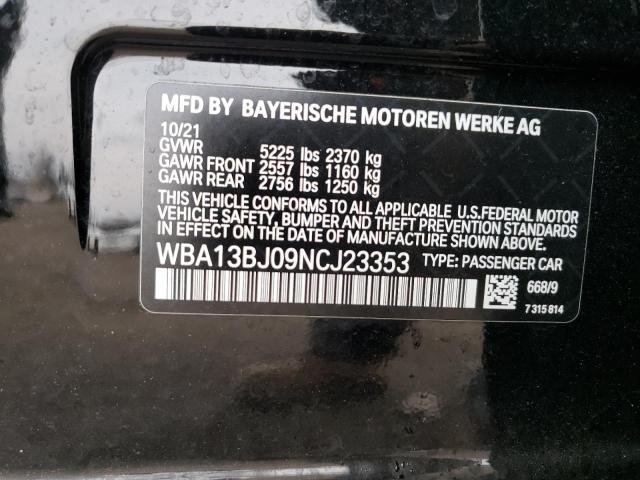 MFD BY BAYERISCHE MOTOREN WERKE AG
10/21
GVWR 5225 lbs 2370 kg
GAWR FRONT 2557 lbs 1160 kg
GAWR REAR 2756 lbs 1250 kg
THIS VEHICLE CONFORMS TO ALL APPLICABLE U.S.FEDERAL MOTOR
VEHICLE SAFETY, BUMPER AND THEFT PREVENTION STANDARDS
IN EFFECT ON THE DATE OF MANUFACTURE SHOWN ABOVE.
WBA13BJ09NCJ23353 TYPE: PASSENGER CAR
668/9
7 315 814